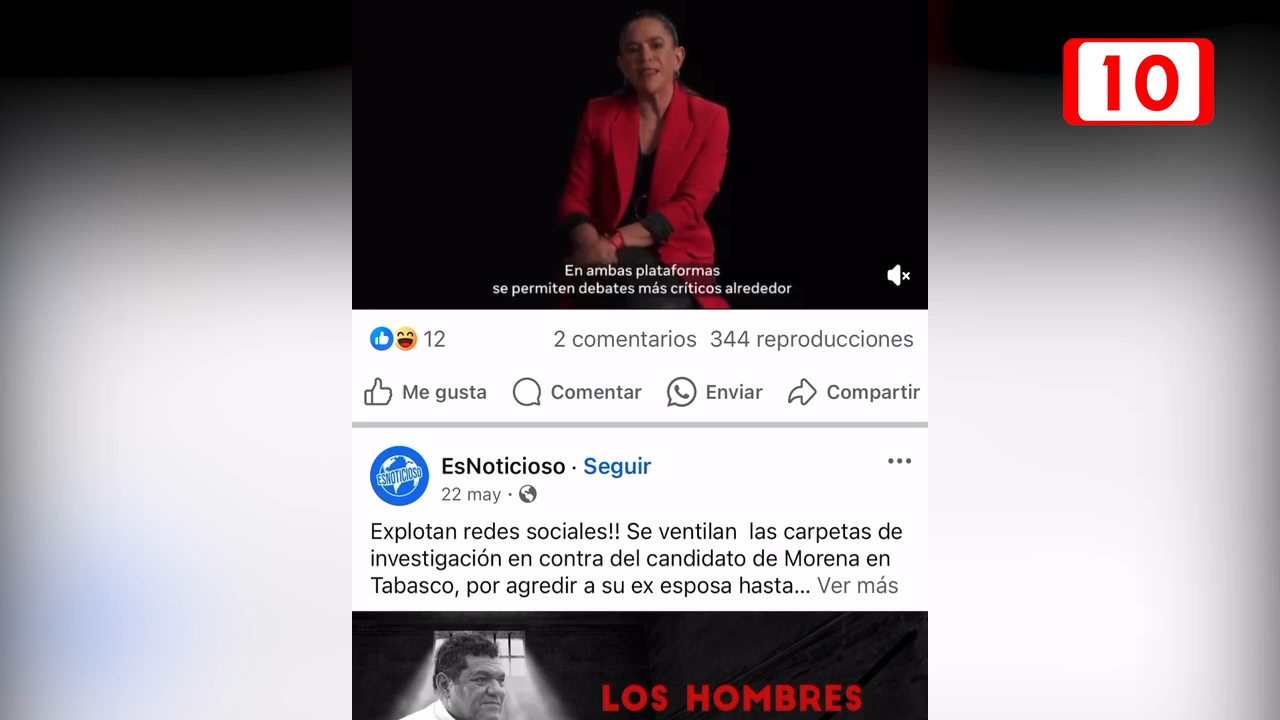 10
En ambas plataformas
se permiten debates más críticos alrededor
12
2 comentarios 344 reproducciones
Me gusta Comentar Enviar Compartir
ESNOTICIOSO
EsNoticioso · Seguir
22 may ·
Explotan redes sociales!! Se ventilan las carpetas de
investigación en contra del candidato de Morena en
Tabasco, por agredir a su ex esposa hasta... Ver más
LOS HOMBRES